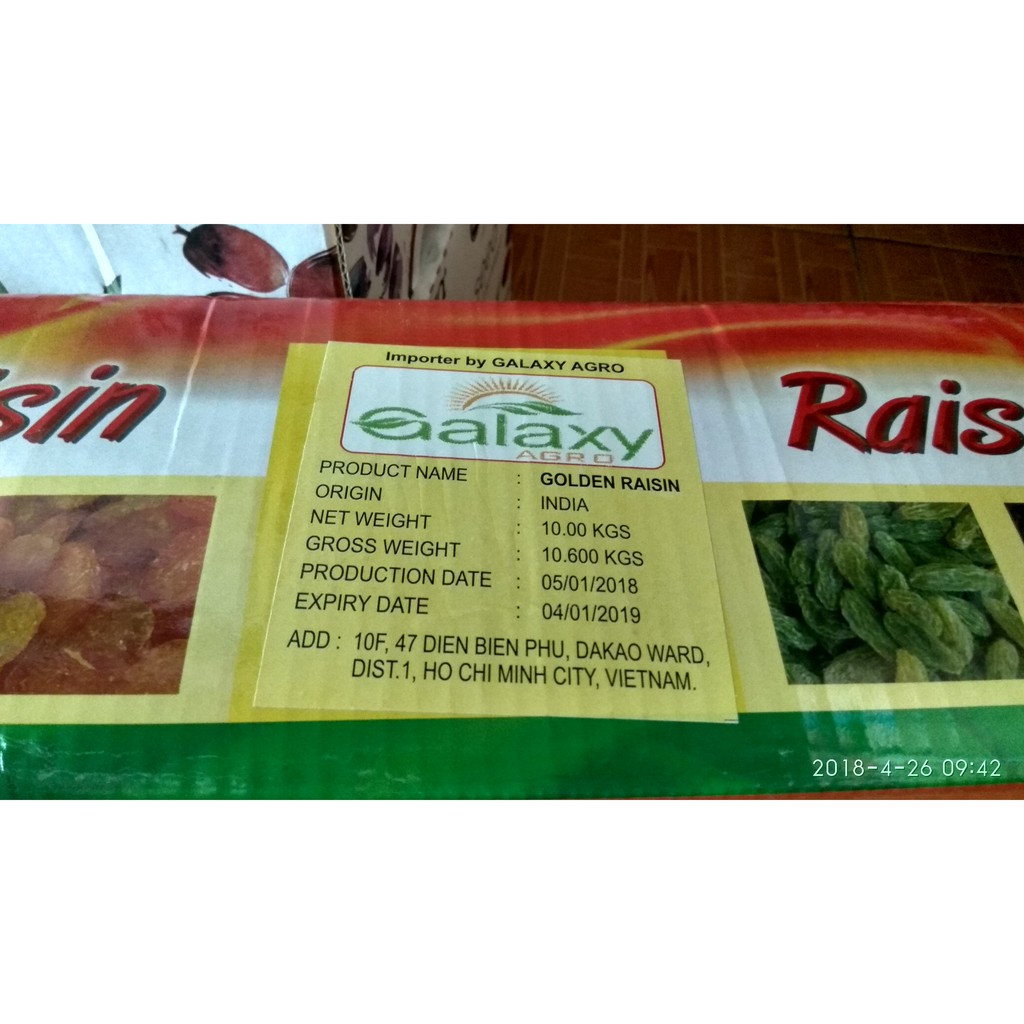 isin
Rais
Importer by GALAXY AGRO
Galaxy
AGRO
PRODUCT NAME : GOLDEN RAISIN
ORIGIN : INDIA
NET WEIGHT : 10.00 KGS
GROSS WEIGHT : 10.600 KGS
PRODUCTION DATE : 05/01/2018
EXPIRY DATE : 04/01/2019
ADD : 10F, 47 DIEN BIEN PHU, DAKAO WARD,
DIST.1, HO CHI MINH CITY, VIETNAM.
2018-4-26 09:42